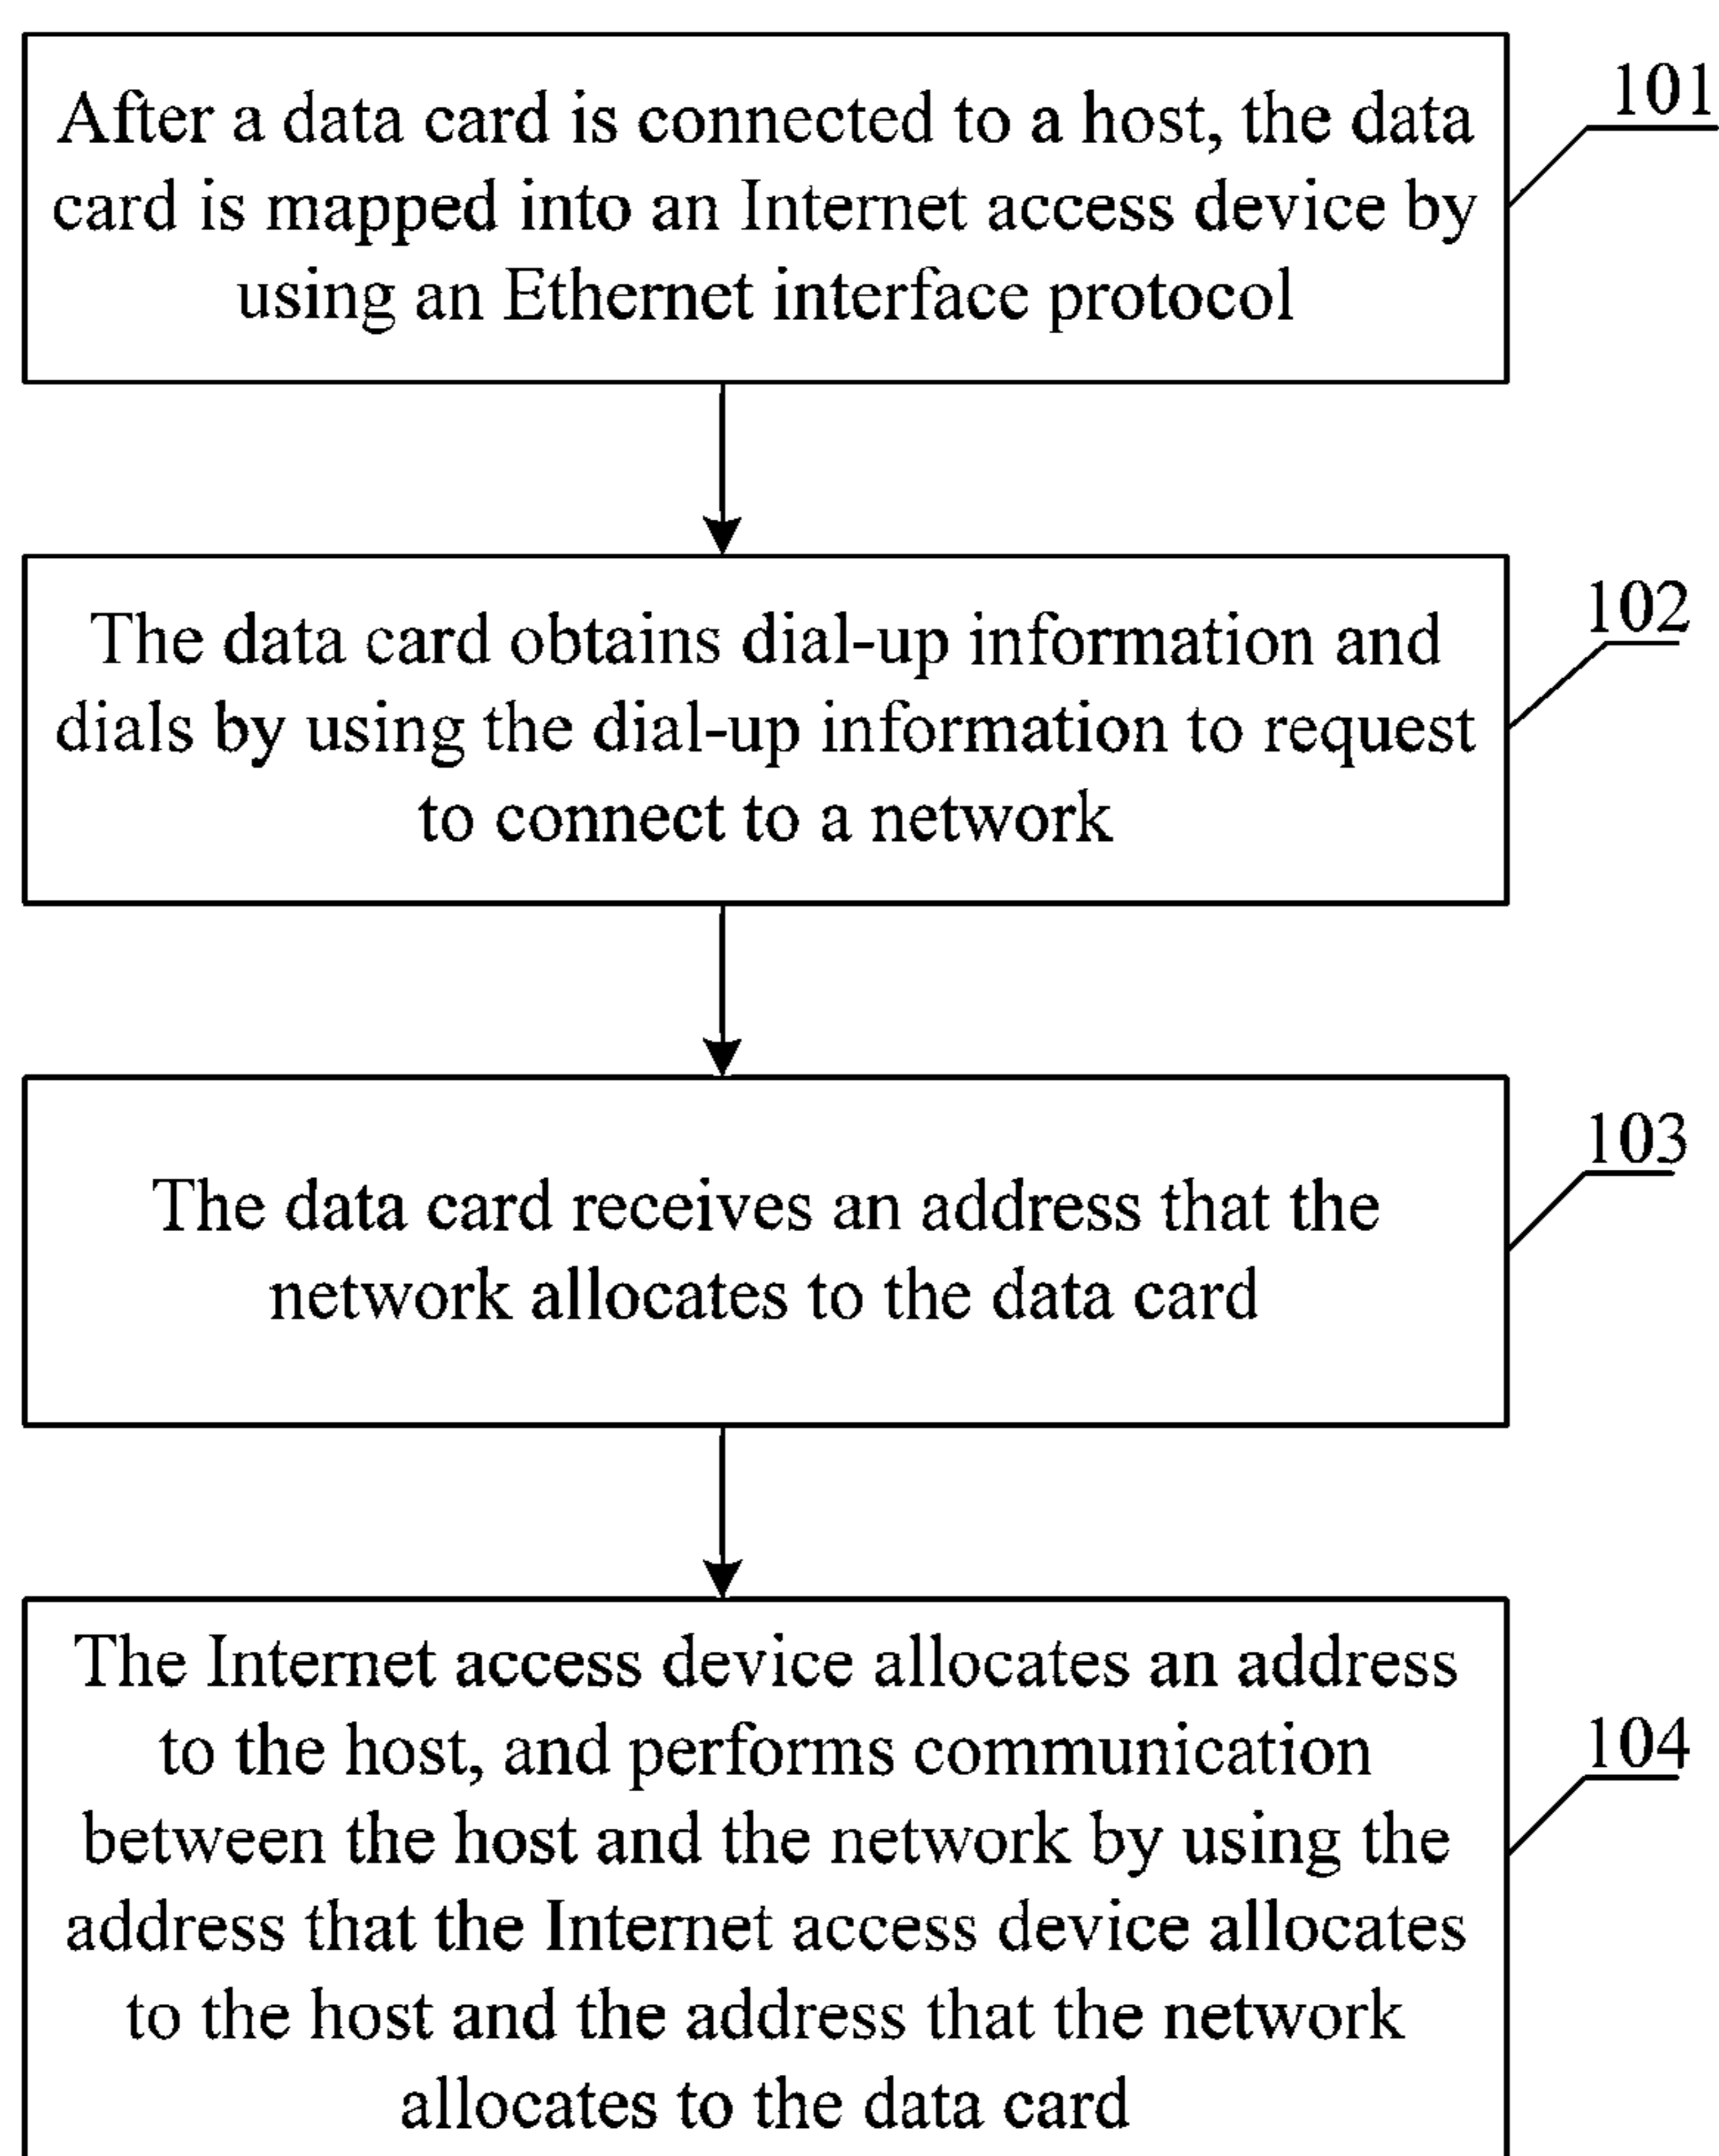 After a data card is connected to a host, the data
card is mapped into an Internet access device by
using an Ethernet interface protocol
101
The data card obtains dial-up information and
dials by using the dial-up information to request
to connect to a network
102
The data card receives an address that the
network allocates to the data card
103
The Internet access device allocates an address
to the host, and performs communication
between the host and the network by using the
address that the Internet access device allocates
to the host and the address that the network
allocates to the data card
104